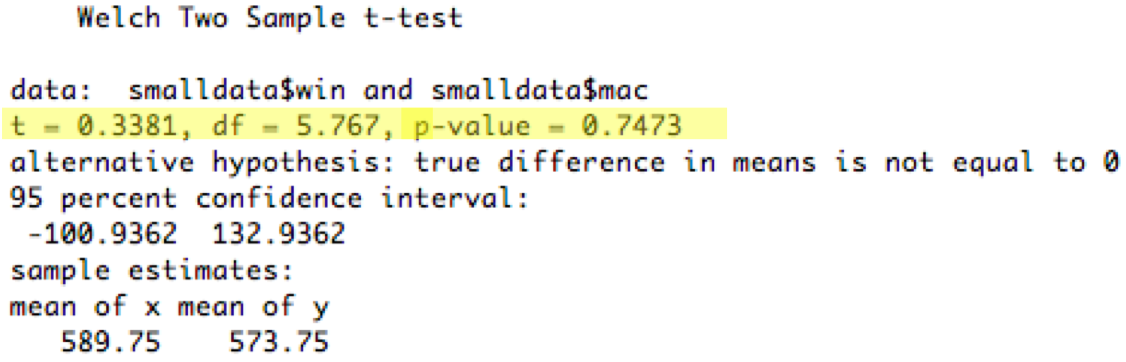 Welch Two Sample t-test
data: smalldata$win and smalldata$mac
t = 0.3381, df = 5.767, p-value = 0.7473
alternative hypothesis: true difference in means is not equal to 0
95 percent confidence interval:
-100.9362 132.9362
sample estimates:
mean of x mean of y
589.75 573.75